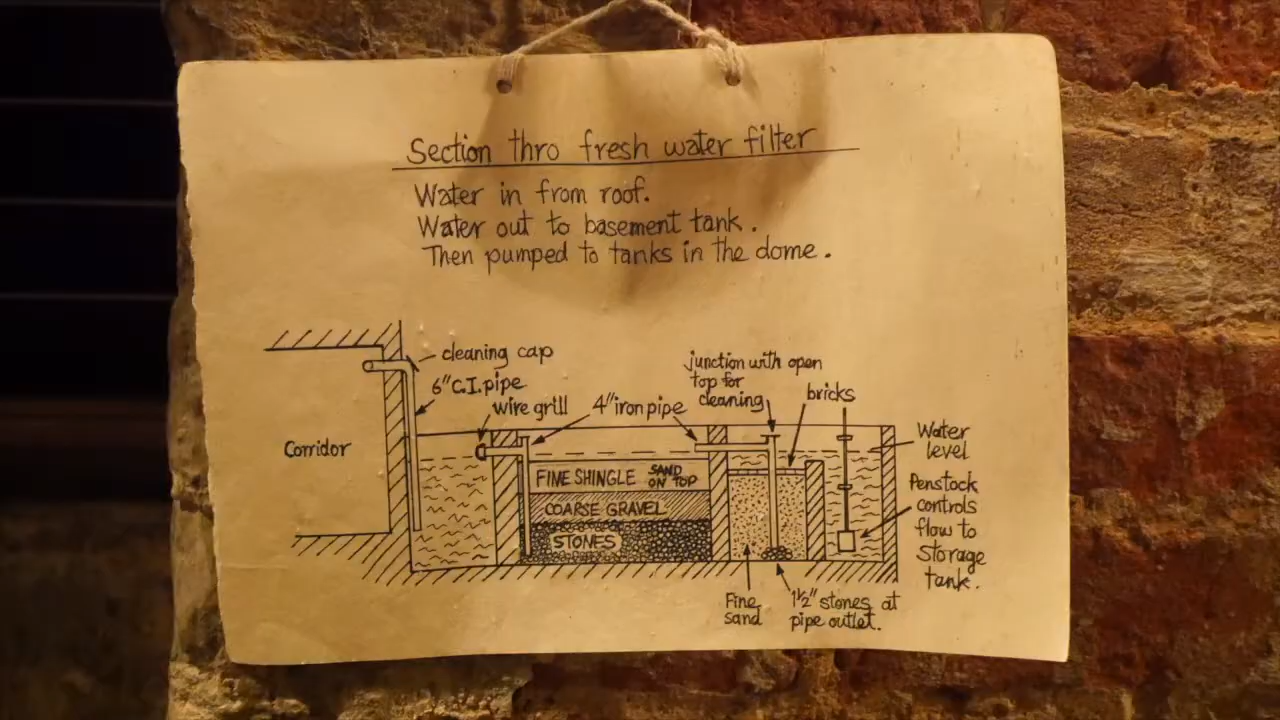 Section thro fresh water filter
Water in from roof.
Water out to basement tank.
Then pumped to tanks in the dome.
cleaning cap
6" C.I. pipe
wire grill
4" iron pipe
junction with open
top for
cleaning
bricks
Corridor
Water
level
FINE SHINGLE
SAND
ON TOP
COARSE GRAVEL
STONES
Penstock
controls
flow to
storage
tank.
Fine
sand
1½" stones at
pipe outlet.